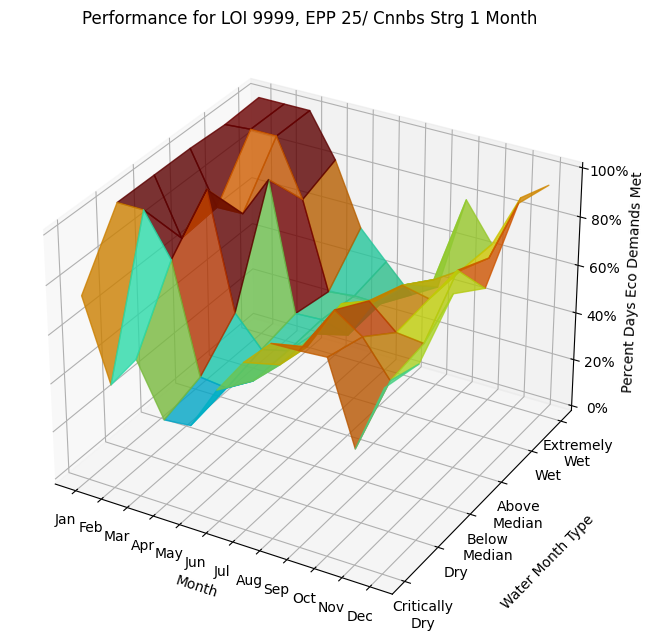 Performance for LOI 9999, EPP 25/ Cnnbs Strg 1 Month
100%
80%
60%
40%
20%
0%
Percent Days Eco Demands Met
Extremely
Wet
Wet
Above
Median
Below
Median
Dry
Critically
Dry
Water Month Type
Jan
Feb
Mar
Apr
May
Jun
Jul
Aug
Sep
Oct
Nov
Dec
Month